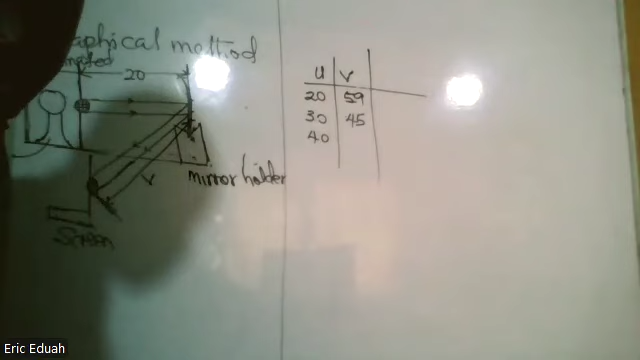 aphical method
20
u v
20 59
30 45
40
v
mirror holder
Screen
Eric Eduah